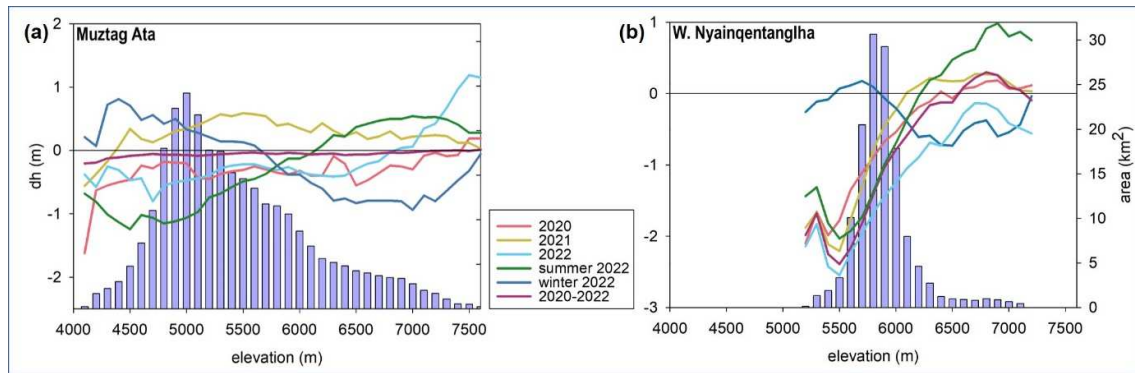 (a) Muztag Ata
2
1
0
-1
-2
dh (m)
4000 4500 5000 5500 6000 6500 7000 7500
elevation (m)
2020
2021
2022
summer 2022
winter 2022
2020-2022
(b) W. Nyainqentanglha
1
0
-1
-2
-3
30
25
20
15
10
5
0
area (km²)
4000 4500 5000 5500 6000 6500 7000 7500
elevation (m)